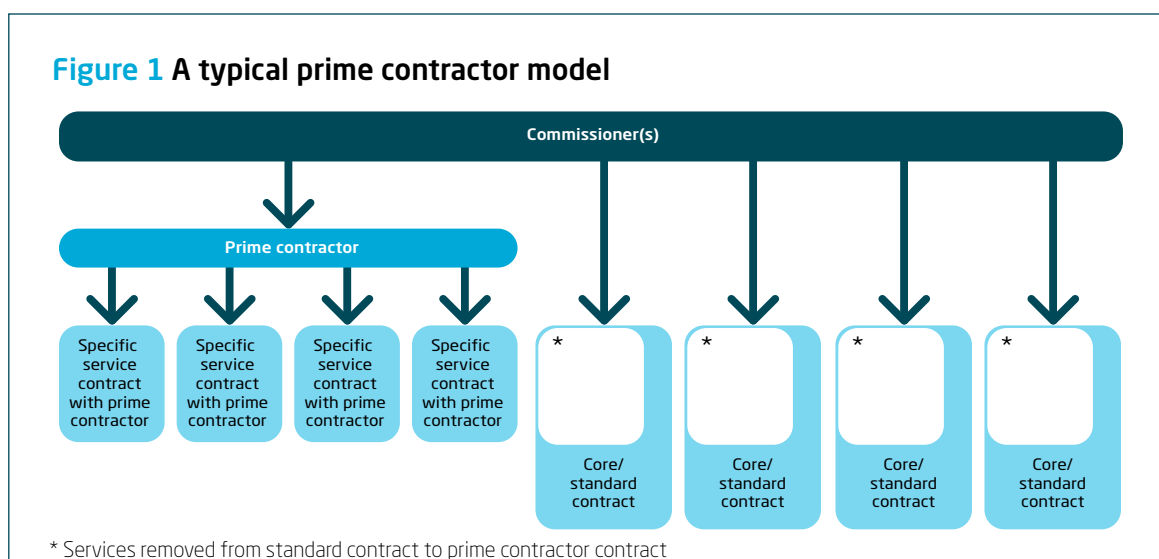 Figure 1 A typical prime contractor model
Commissioner(s)
Prime contractor
Specific
service
contract
with prime
contractor
Specific
service
contract
with prime
contractor
Specific
service
contract
with prime
contractor
Specific
service
contract
with prime
contractor
*
Core/
standard
contract
*
Core/
standard
contract
*
Core/
standard
contract
*
Core/
standard
contract
* Services removed from standard contract to prime contractor contract